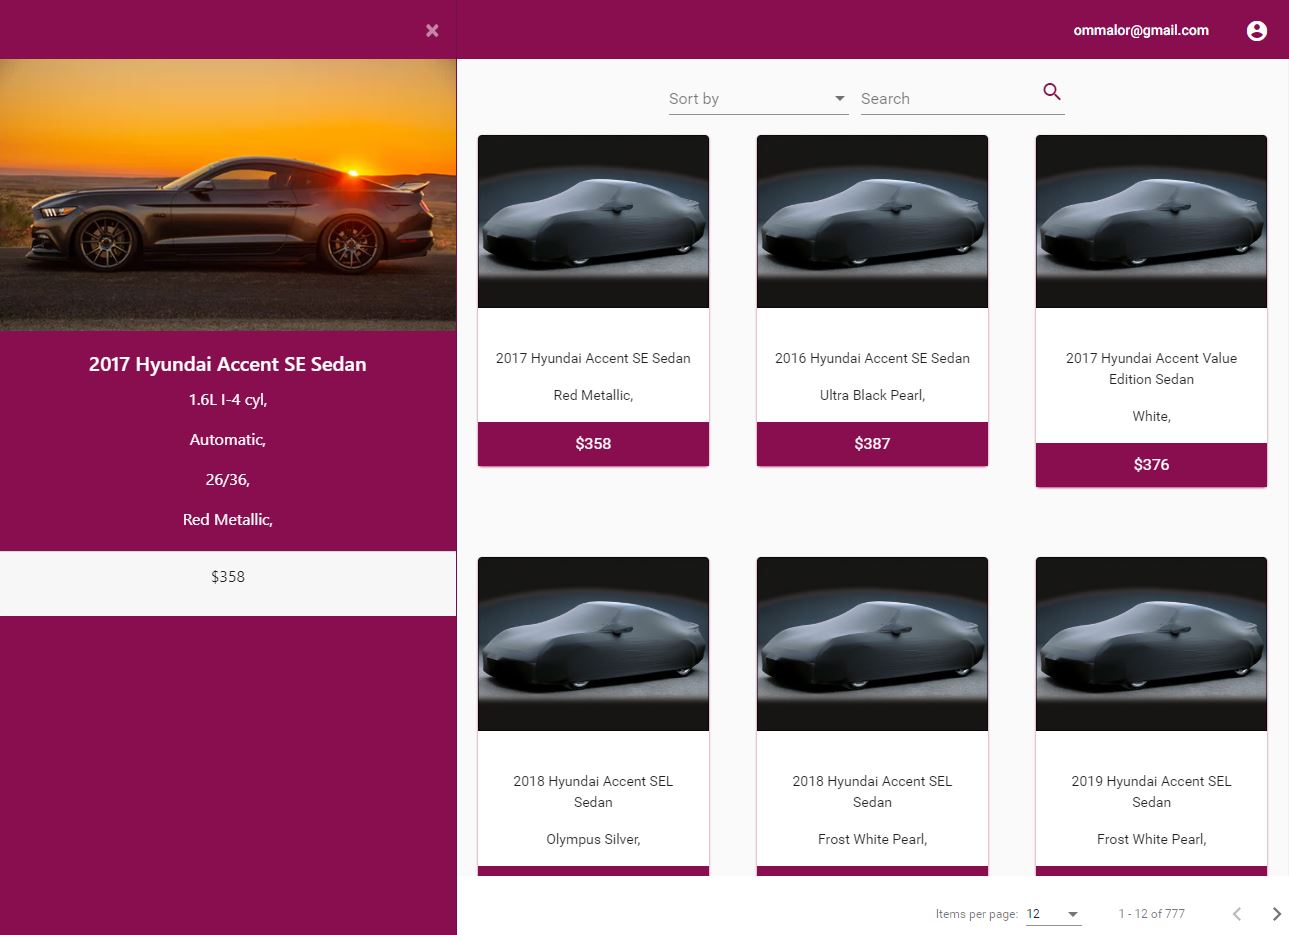 ×
ommalor@gmail.com
Sort by
Search
2017 Hyundai Accent SE Sedan
1.6L I-4 cyl,
Automatic,
26/36,
Red Metallic,
$358
2017 Hyundai Accent SE Sedan
Red Metallic,
$358
2016 Hyundai Accent SE Sedan
Ultra Black Pearl,
$387
2017 Hyundai Accent Value
Edition Sedan
White,
$376
2018 Hyundai Accent SEL
Sedan
Olympus Silver,
2018 Hyundai Accent SEL
Sedan
Frost White Pearl,
2019 Hyundai Accent SEL
Sedan
Frost White Pearl,
Items per page: 12 1 - 12 of 777